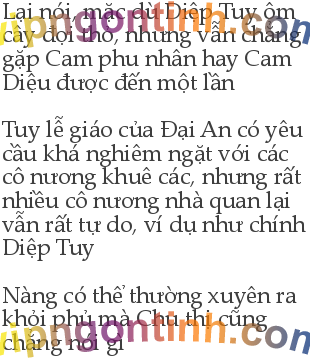 Lại nói, mặc dù Diệp Tuy ôm
cây đợi thỏ, nhưng vẫn chẳng
gặp Cam phu nhân hay Cam
Diệu được đến một lần
Tuy lễ giáo của Đại An có yêu
cầu khá nghiêm ngặt với các
cô nương khuê các, nhưng rất
nhiều cô nương nhà quan lại
vẫn rất tự do, ví dụ như chính
Diệp Tuy
Nàng có thể thường xuyên ra
khỏi phủ mà Chu thị cũng
chẳng nói gì
vipngontinh.com
vipngontinh.com